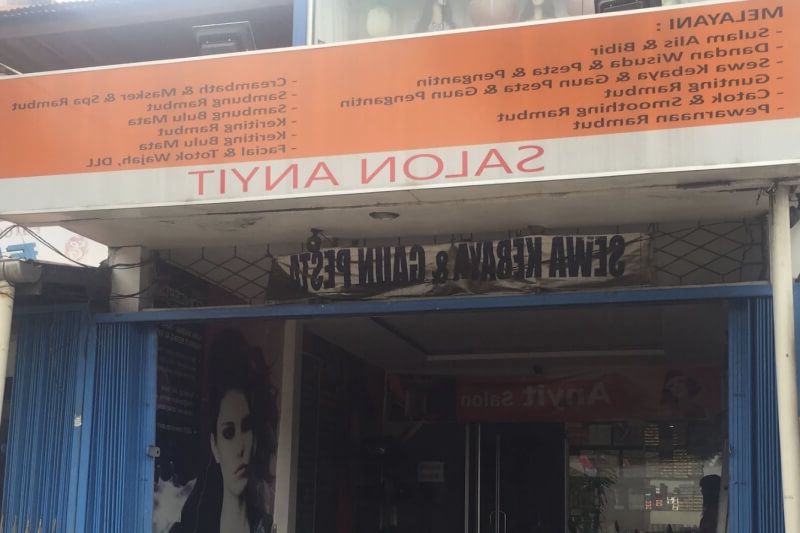 MELAYANI :
- Sulam Alis & Bibir
- Dandan Wisuda & Pesta & Pengantin
- Sewa Kebaya & Gaun Pesta & Gaun Pengantin
- Gunting Rambut
- Catok & Smoothing Rambut
- Pewarnaan Rambut
- Creambath & Masker & Spa Rambut
- Sambung Rambut
- Sambung Bulu Mata
- Keriting Rambut
- Keriting Bulu Mata
- Facial & Totok Wajah, DLL
SALON ANYIT
SEWA KEBAYA & GAUN PESTA
Anyit Salon